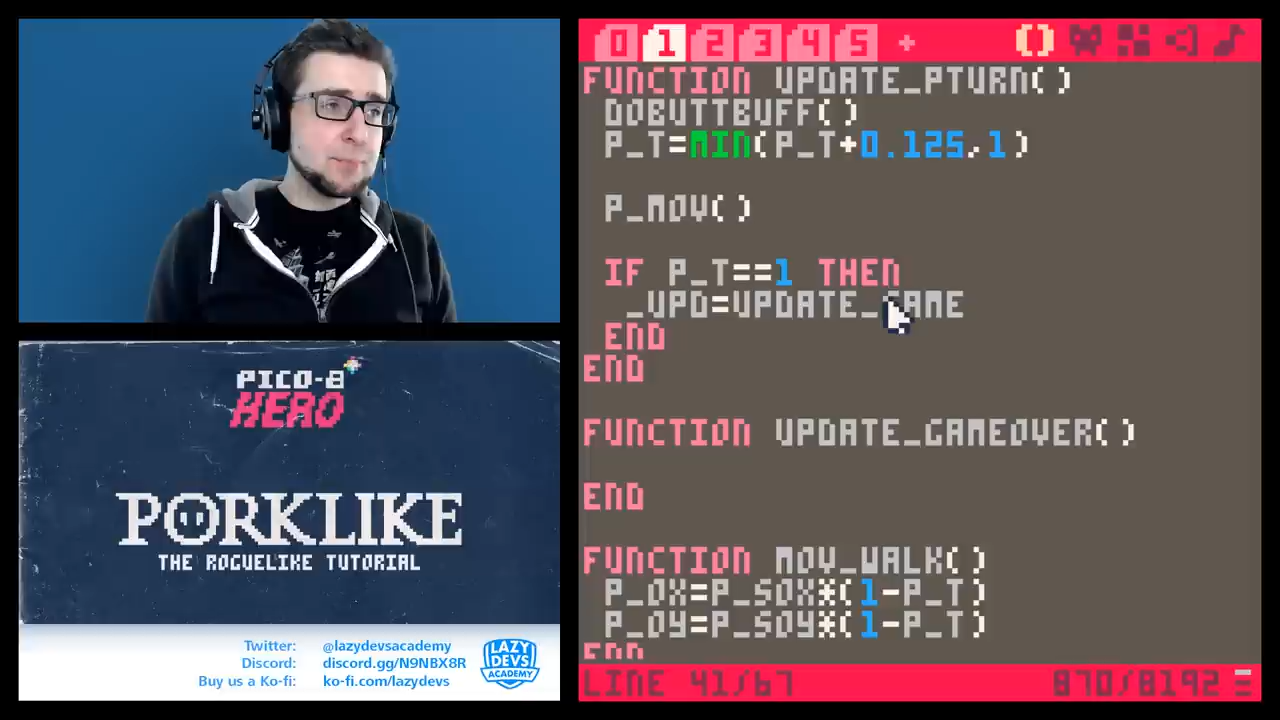 0 1 2 3 4 5 +
FUNCTION UPDATE_PTURN()
DOBUTTBUFF()
P_T=MIN(P_T+0.125,1)
P_MOV()
IF P_T==1 THEN
_UPD=UPDATE_GAME
END
END
FUNCTION UPDATE_GAMEOVER()
END
FUNCTION MOV_WALK()
P_OX=P_SOX*(1-P_T)
P_OY=P_SOY*(1-P_T)
END
LINE 41/67
870/8192
PICO-8
HERO
PORKLIKE
THE ROGUELIKE TUTORIAL
Twitter: @lazydevsacademy
Discord: discord.gg/N9NBX8R
Buy us a Ko-fi: ko-fi.com/lazydevs
LAZY
DEVS
ACADEMY